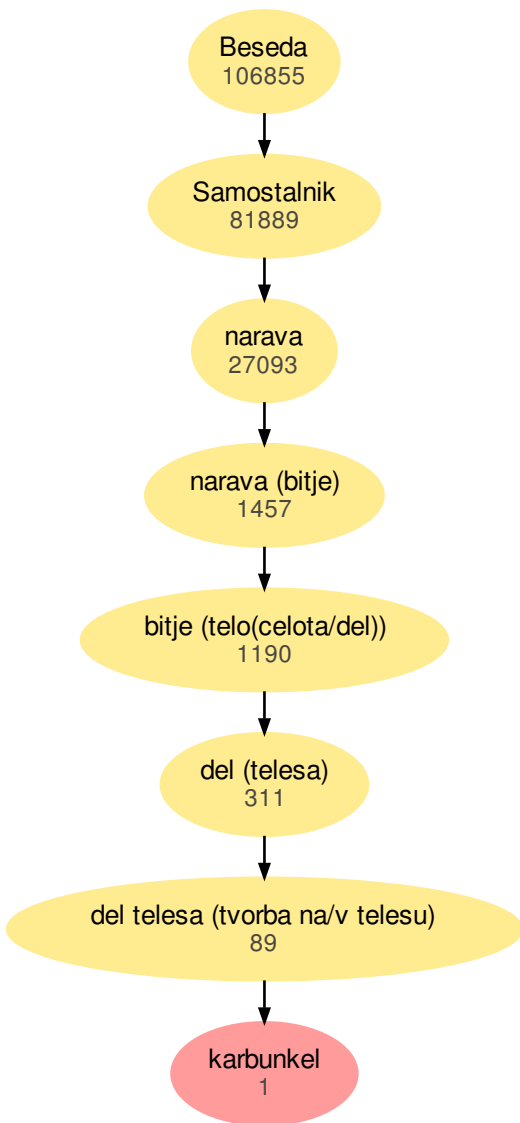 Beseda
106855
Samostalnik
81889
narava
27093
narava (bitje)
1457
bitje (telo(celota/del))
1190
del (telesa)
311
del telesa (tvorba na/v telesu)
89
karbunkel
1